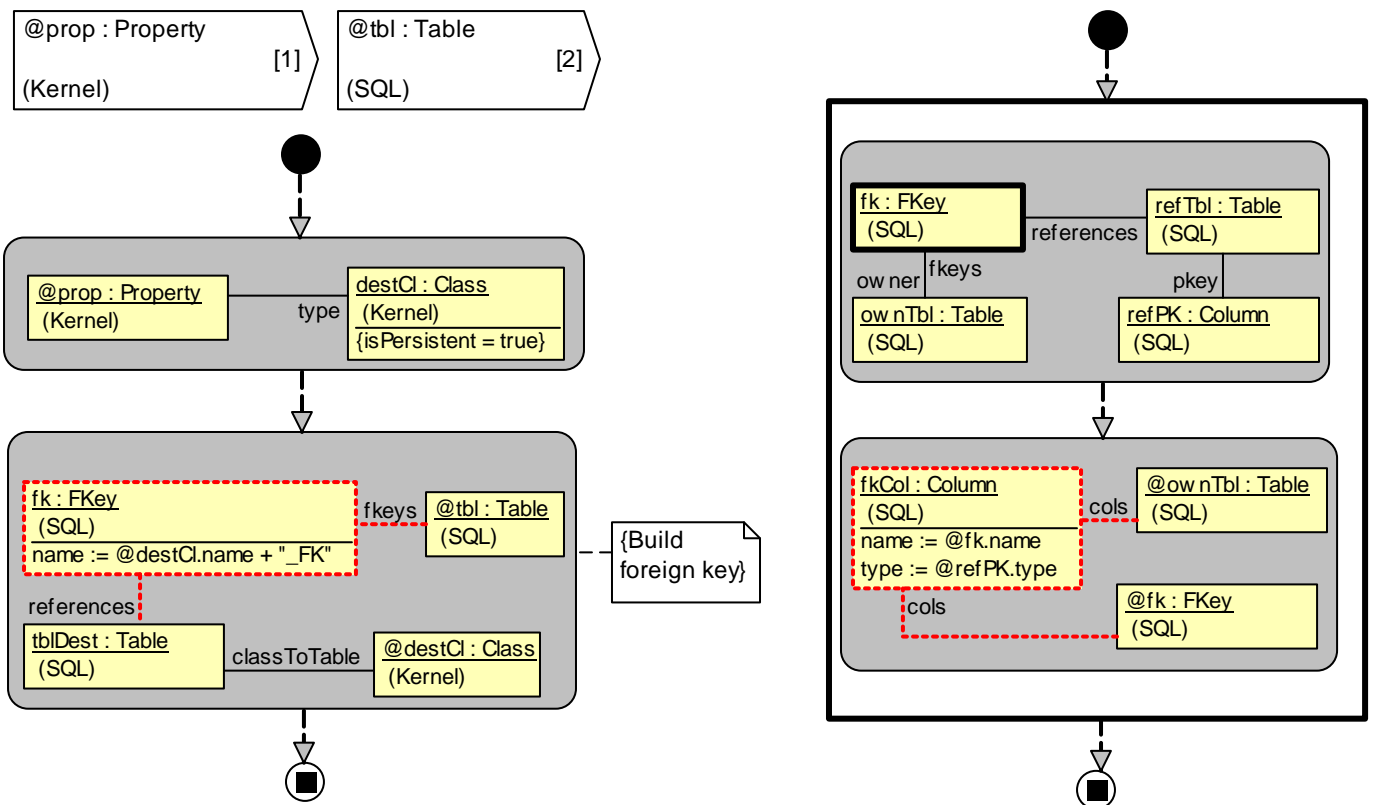 @prop : Property
[1]
(Kernel)
@tbl : Table
[2]
(SQL)
@prop : Property
(Kernel)
type
destCl : Class
(Kernel)
{isPersistent = true}
fk : FKey
(SQL)
name := @destCl.name + "_FK"
fkeys
@tbl : Table
(SQL)
{Build
foreign key}
references
tblDest : Table
(SQL)
classToTable
@destCl : Class
(Kernel)
fk : FKey
(SQL)
references
refTbl : Table
(SQL)
fkeys
owner
pkey
ownTbl : Table
(SQL)
refPK : Column
(SQL)
fkCol : Column
(SQL)
name := @fk.name
type := @refPK.type
cols
@ownTbl : Table
(SQL)
cols
@fk : FKey
(SQL)